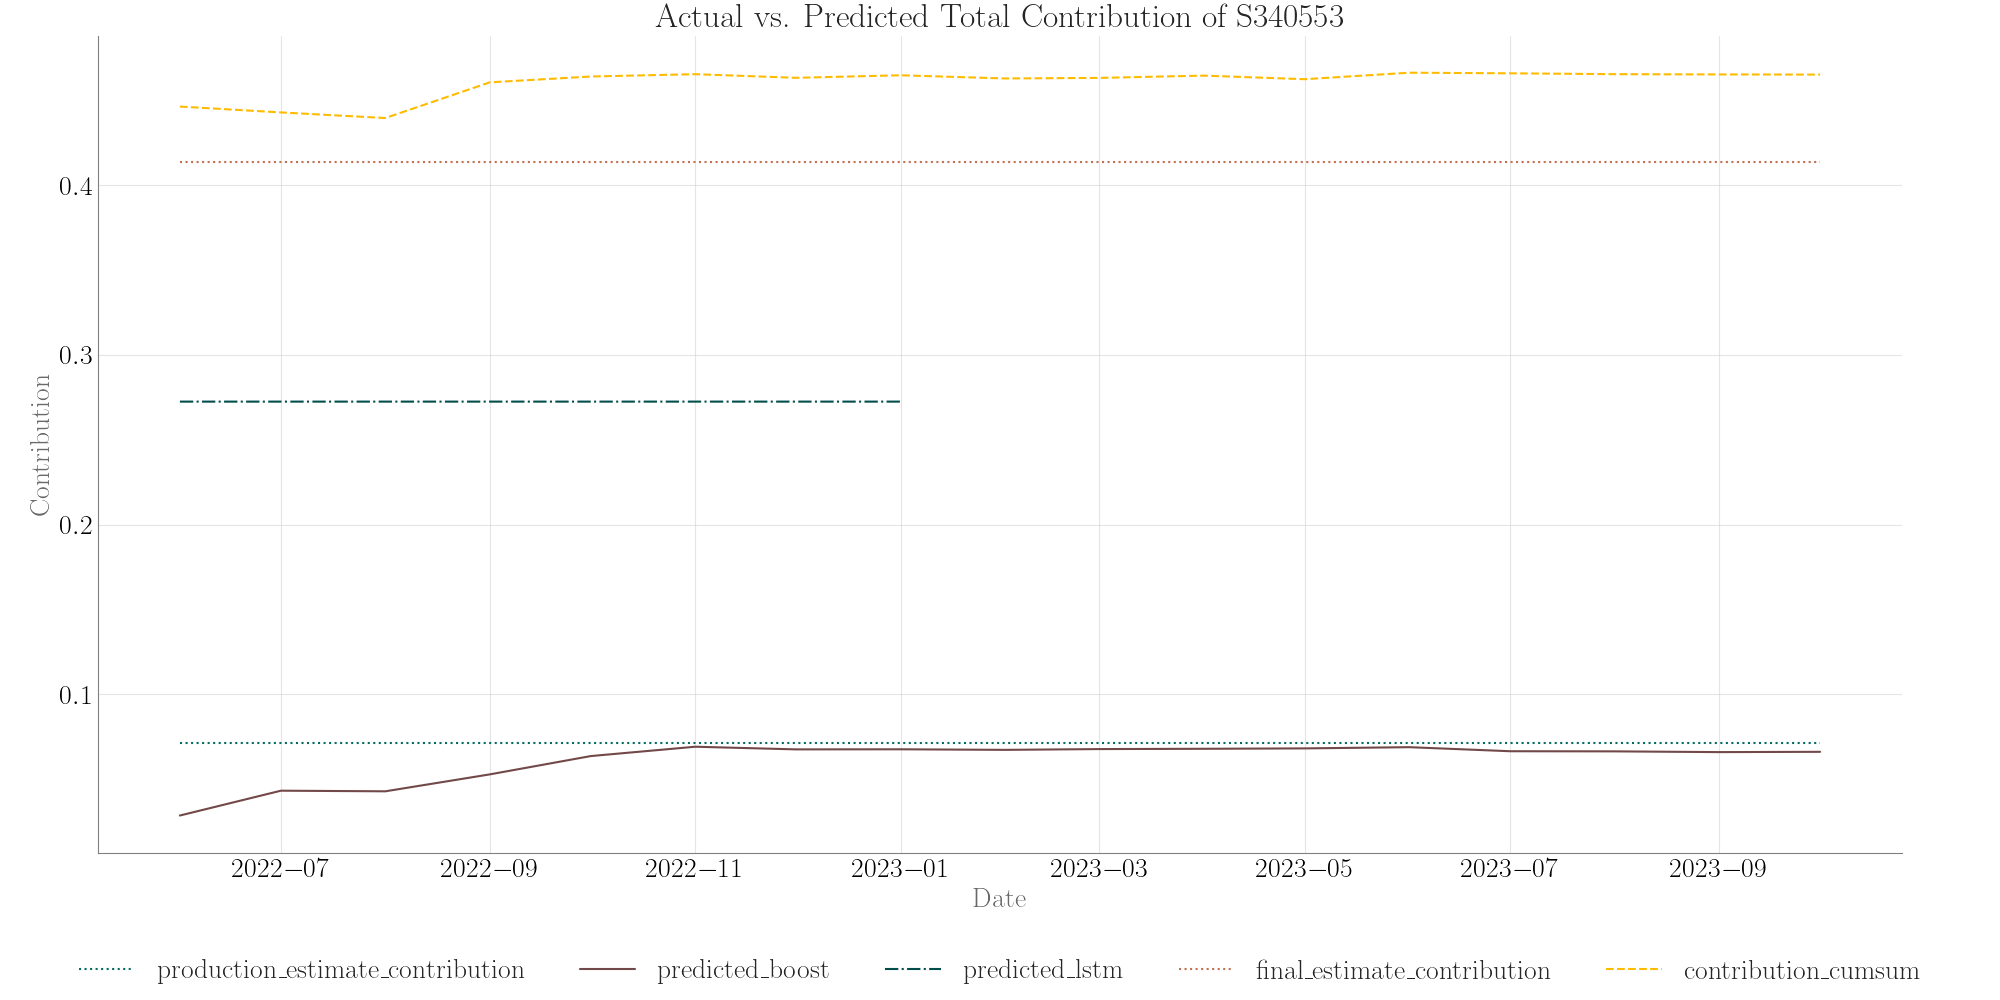 Actual vs. Predicted Total Contribution of S340553
Contribution
0.4
0.3
0.2
0.1
2022−07 2022−09 2022−11 2023−01 2023−03 2023−05 2023−07 2023−09
Date
production_estimate_contribution predicted_boost predicted_lstm final_estimate_contribution contribution_cumsum